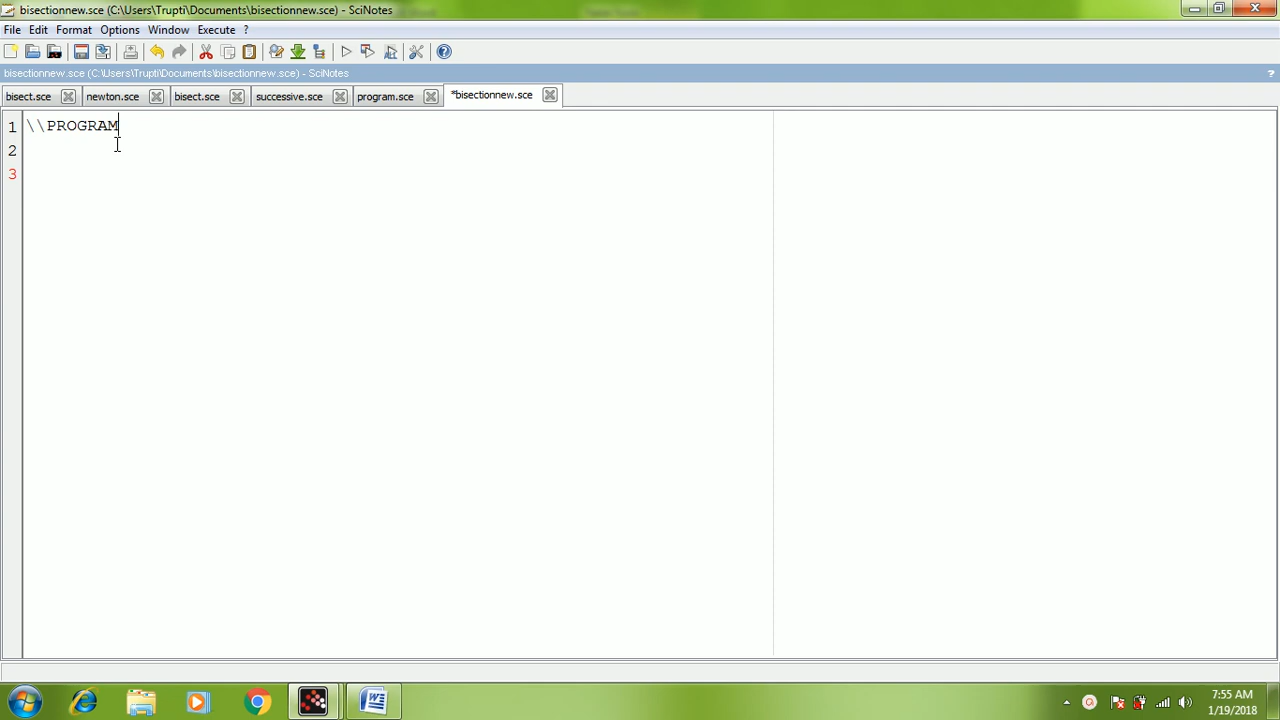 bisectionnew.sce (C:\Users\Trupti\Documents\bisectionnew.sce) - SciNotes
File Edit Format Options Window Execute ?
bisectionnew.sce (C:\Users\Trupti\Documents\bisectionnew.sce) - SciNotes ?
bisect.sce newton.sce bisect.sce successive.sce program.sce *bisectionnew.sce
1 \\PROGRAM
2
3
7:55 AM
1/19/2018